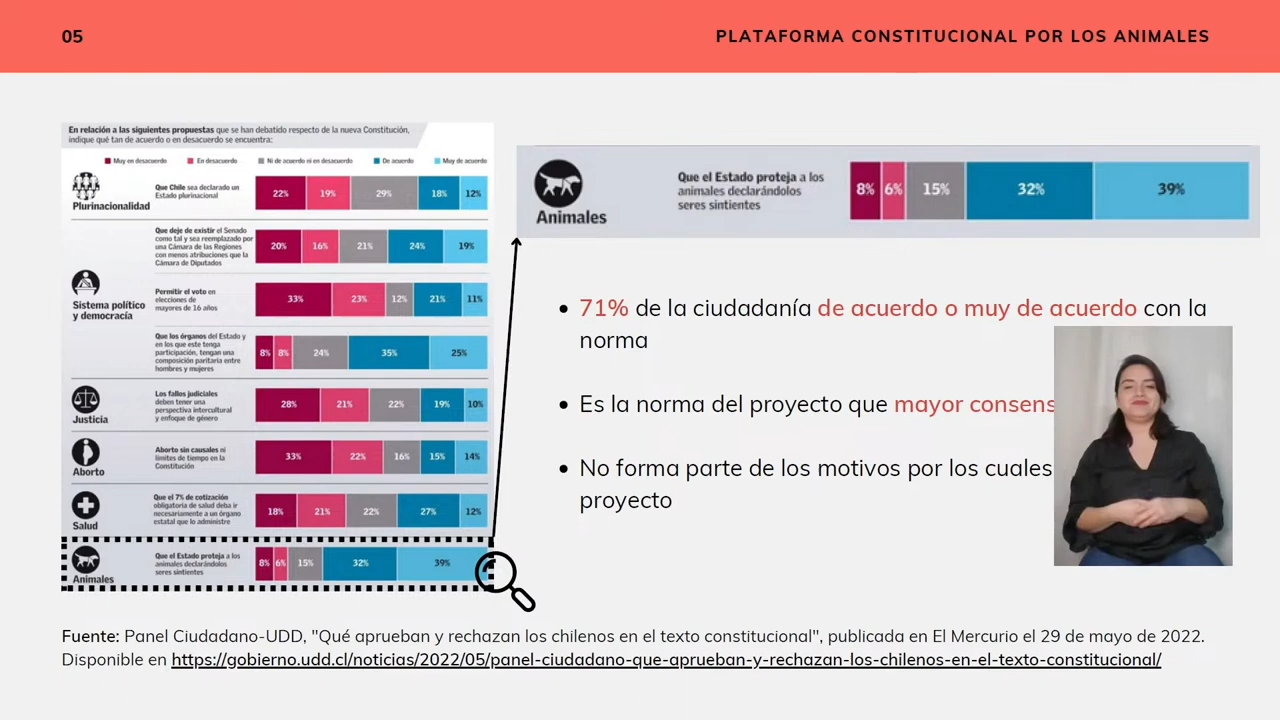 05
PLATAFORMA CONSTITUCIONAL POR LOS ANIMALES
En relación a las siguientes propuestas que se han debatido respecto de la nueva Constitución,
indique qué tan de acuerdo o en desacuerdo se encuentra:
Muy en desacuerdo En desacuerdo Ni de acuerdo ni en desacuerdo De acuerdo Muy de acuerdo
Plurinacionalidad
Que Chile sea declarado un
Estado plurinacional
22% 19% 29% 18% 12%
Sistema político
y democracia
Que deje de existir el Senado
como tal y sea reemplazado por
una Cámara de las Regiones
con menos atribuciones que la
Cámara de Diputados
20% 16% 21% 24% 19%
Permitir el voto en
elecciones de
mayores de 16 años
33% 23% 12% 21% 11%
Que los órganos del Estado y
en los que este tenga
participación, tengan una
composición paritaria entre
hombres y mujeres
8% 8% 24% 35% 25%
Justicia
Los fallos judiciales
deben tener una
perspectiva intercultural
y enfoque de género
28% 21% 22% 19% 10%
Aborto
Aborto sin causales ni
límites de tiempo en la
Constitución
33% 22% 16% 15% 14%
Salud
Que el 7% de cotización
obligatoria de salud deba ir
necesariamente a un órgano
estatal que lo administre
18% 21% 22% 27% 12%
Animales
Que el Estado proteja a los
animales declarándolos
seres sintientes
8% 6% 15% 32% 39%
Animales
Que el Estado proteja a los
animales declarándolos
seres sintientes
8% 6% 15% 32% 39%
71% de la ciudadanía de acuerdo o muy de acuerdo con la
norma
Es la norma del proyecto que mayor consens
No forma parte de los motivos por los cuales
proyecto
Fuente: Panel Ciudadano-UDD, "Qué aprueban y rechazan los chilenos en el texto constitucional", publicada en El Mercurio el 29 de mayo de 2022.
Disponible en https://gobierno.udd.cl/noticias/2022/05/panel-ciudadano-que-aprueban-y-rechazan-los-chilenos-en-el-texto-constitucional/